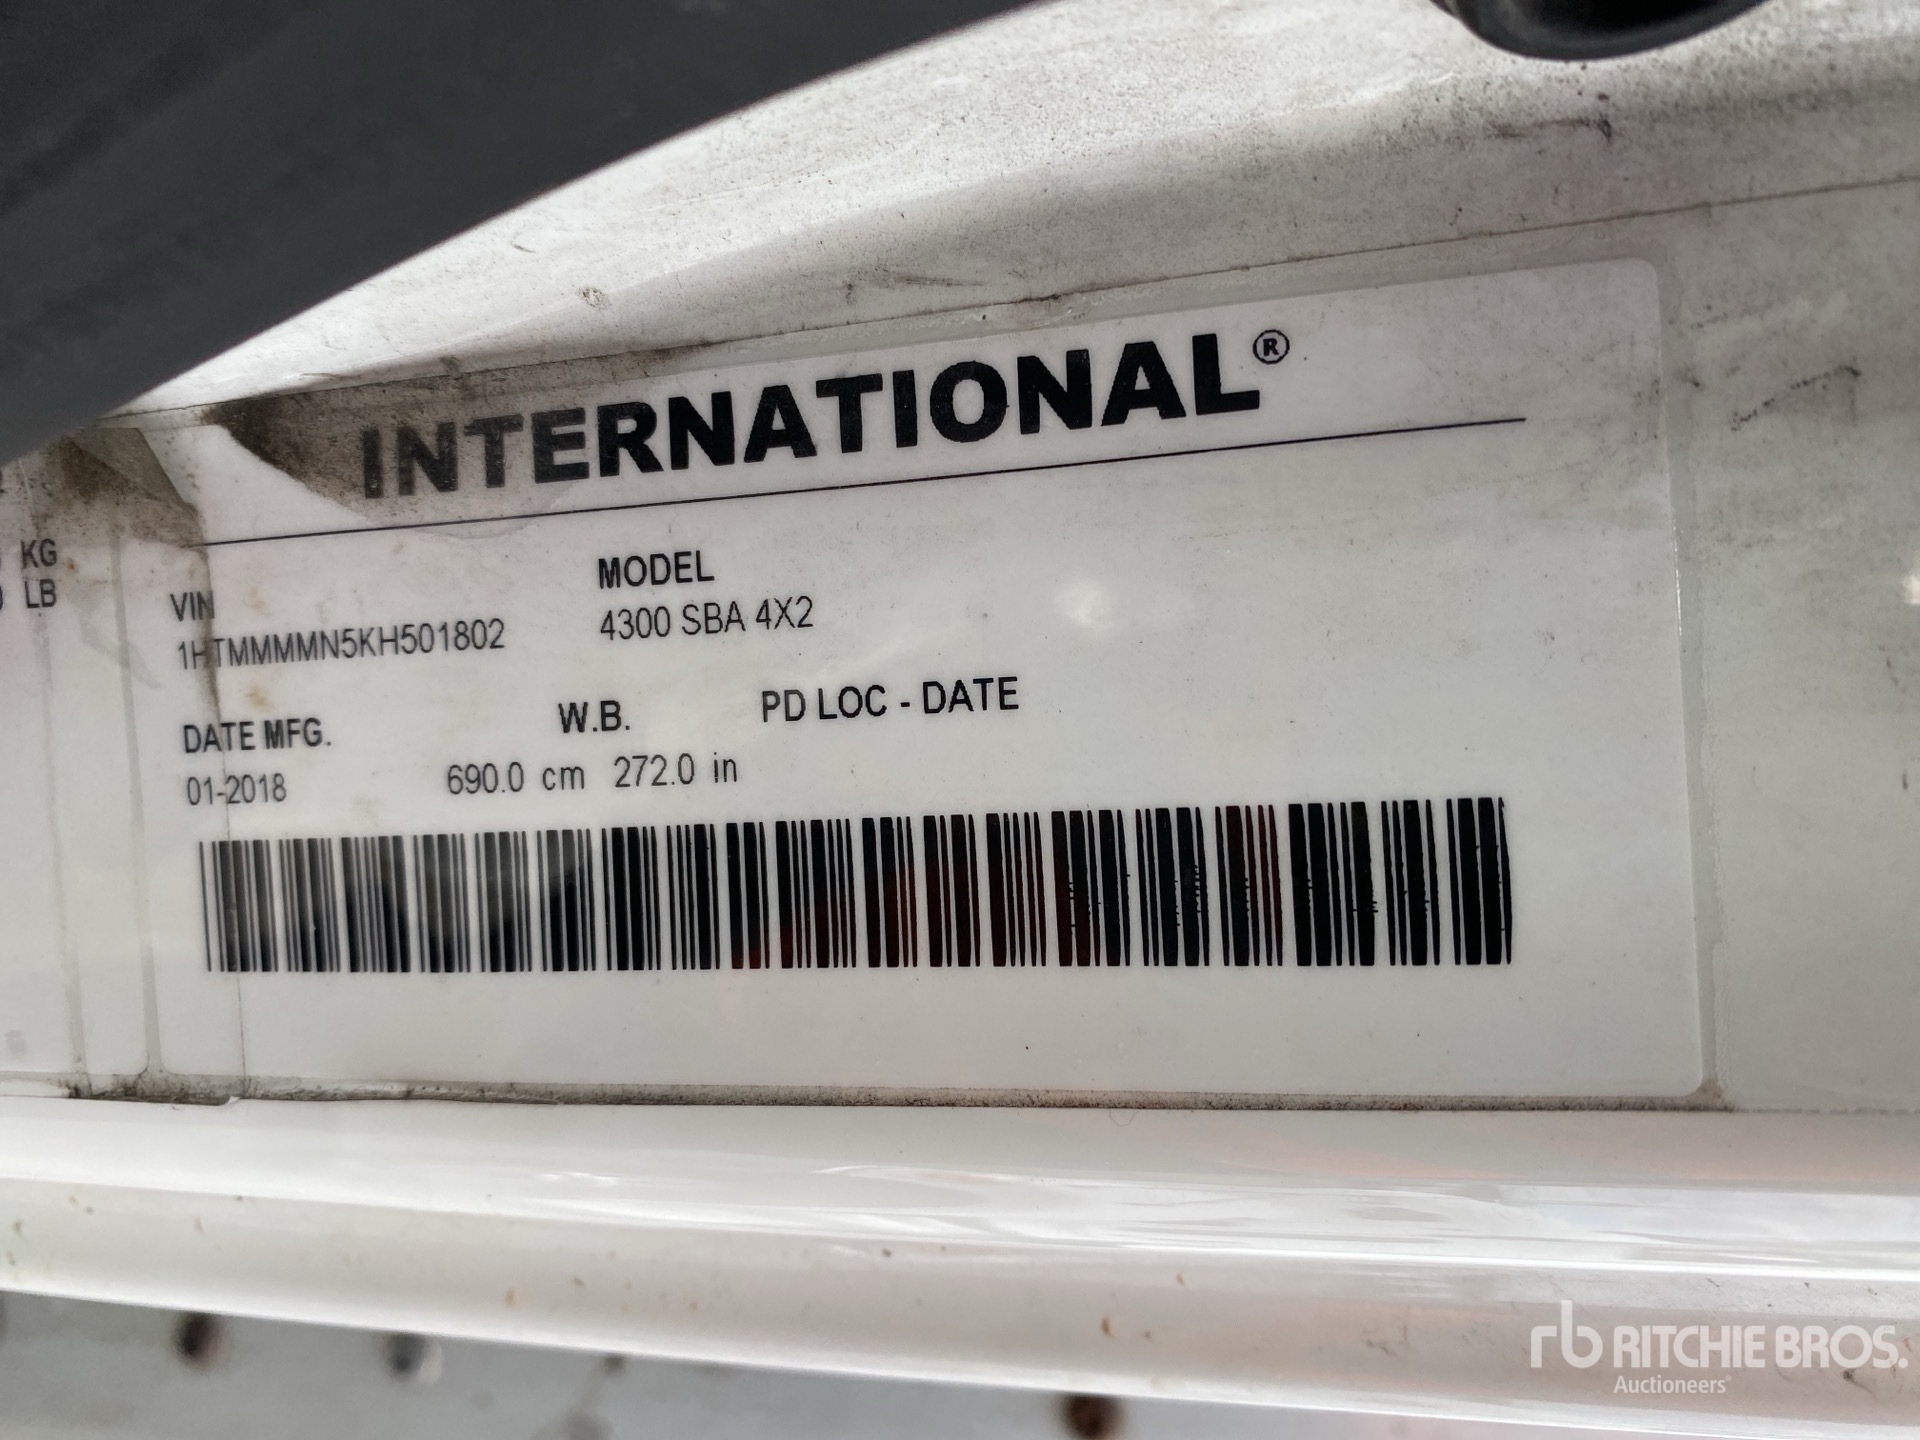 INTERNATIONAL®
KG
LB
VIN
1HTMMMMN5KH501802
MODEL
4300 SBA 4X2
DATE MFG.
01-2018
W.B.
690.0 cm 272.0 in
PD LOC - DATE
rb RITCHIE BROS.
Auctioneers